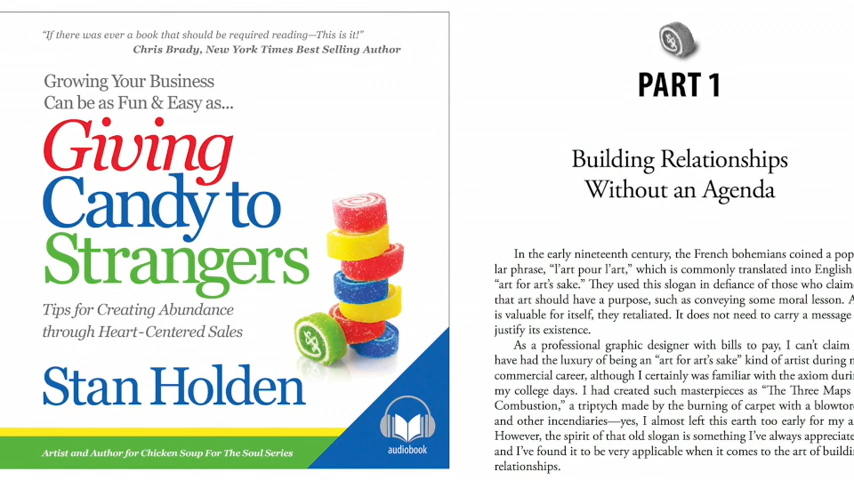 “If there was ever a book that should be required reading—This is it!”
Chris Brady, New York Times Best Selling Author
Growing Your Business
Can be as Fun & Easy as...
Giving
Candy to
Strangers
Tips for Creating Abundance
through Heart-Centered Sales
Stan Holden
audiobook
Artist and Author for Chicken Soup For The Soul Series
PART 1
Building Relationships
Without an Agenda
In the early nineteenth century, the French bohemians coined a pop
lar phrase, “l’art pour l’art,” which is commonly translated into English
“art for art’s sake.” They used this slogan in defiance of those who claime
that art should have a purpose, such as conveying some moral lesson. A
is valuable for itself, they retaliated. It does not need to carry a message
justify its existence.
As a professional graphic designer with bills to pay, I can’t claim
have had the luxury of being an “art for art’s sake” kind of artist during m
commercial career, although I certainly was familiar with the axiom duri
my college days. I had created such masterpieces as “The Three Maps
Combustion,” a triptych made by the burning of carpet with a blowtor
and other incendiaries—yes, I almost left this earth too early for my a
However, the spirit of that old slogan is something I’ve always appreciate
and I’ve found it to be very applicable when it comes to the art of buildi
relationships.